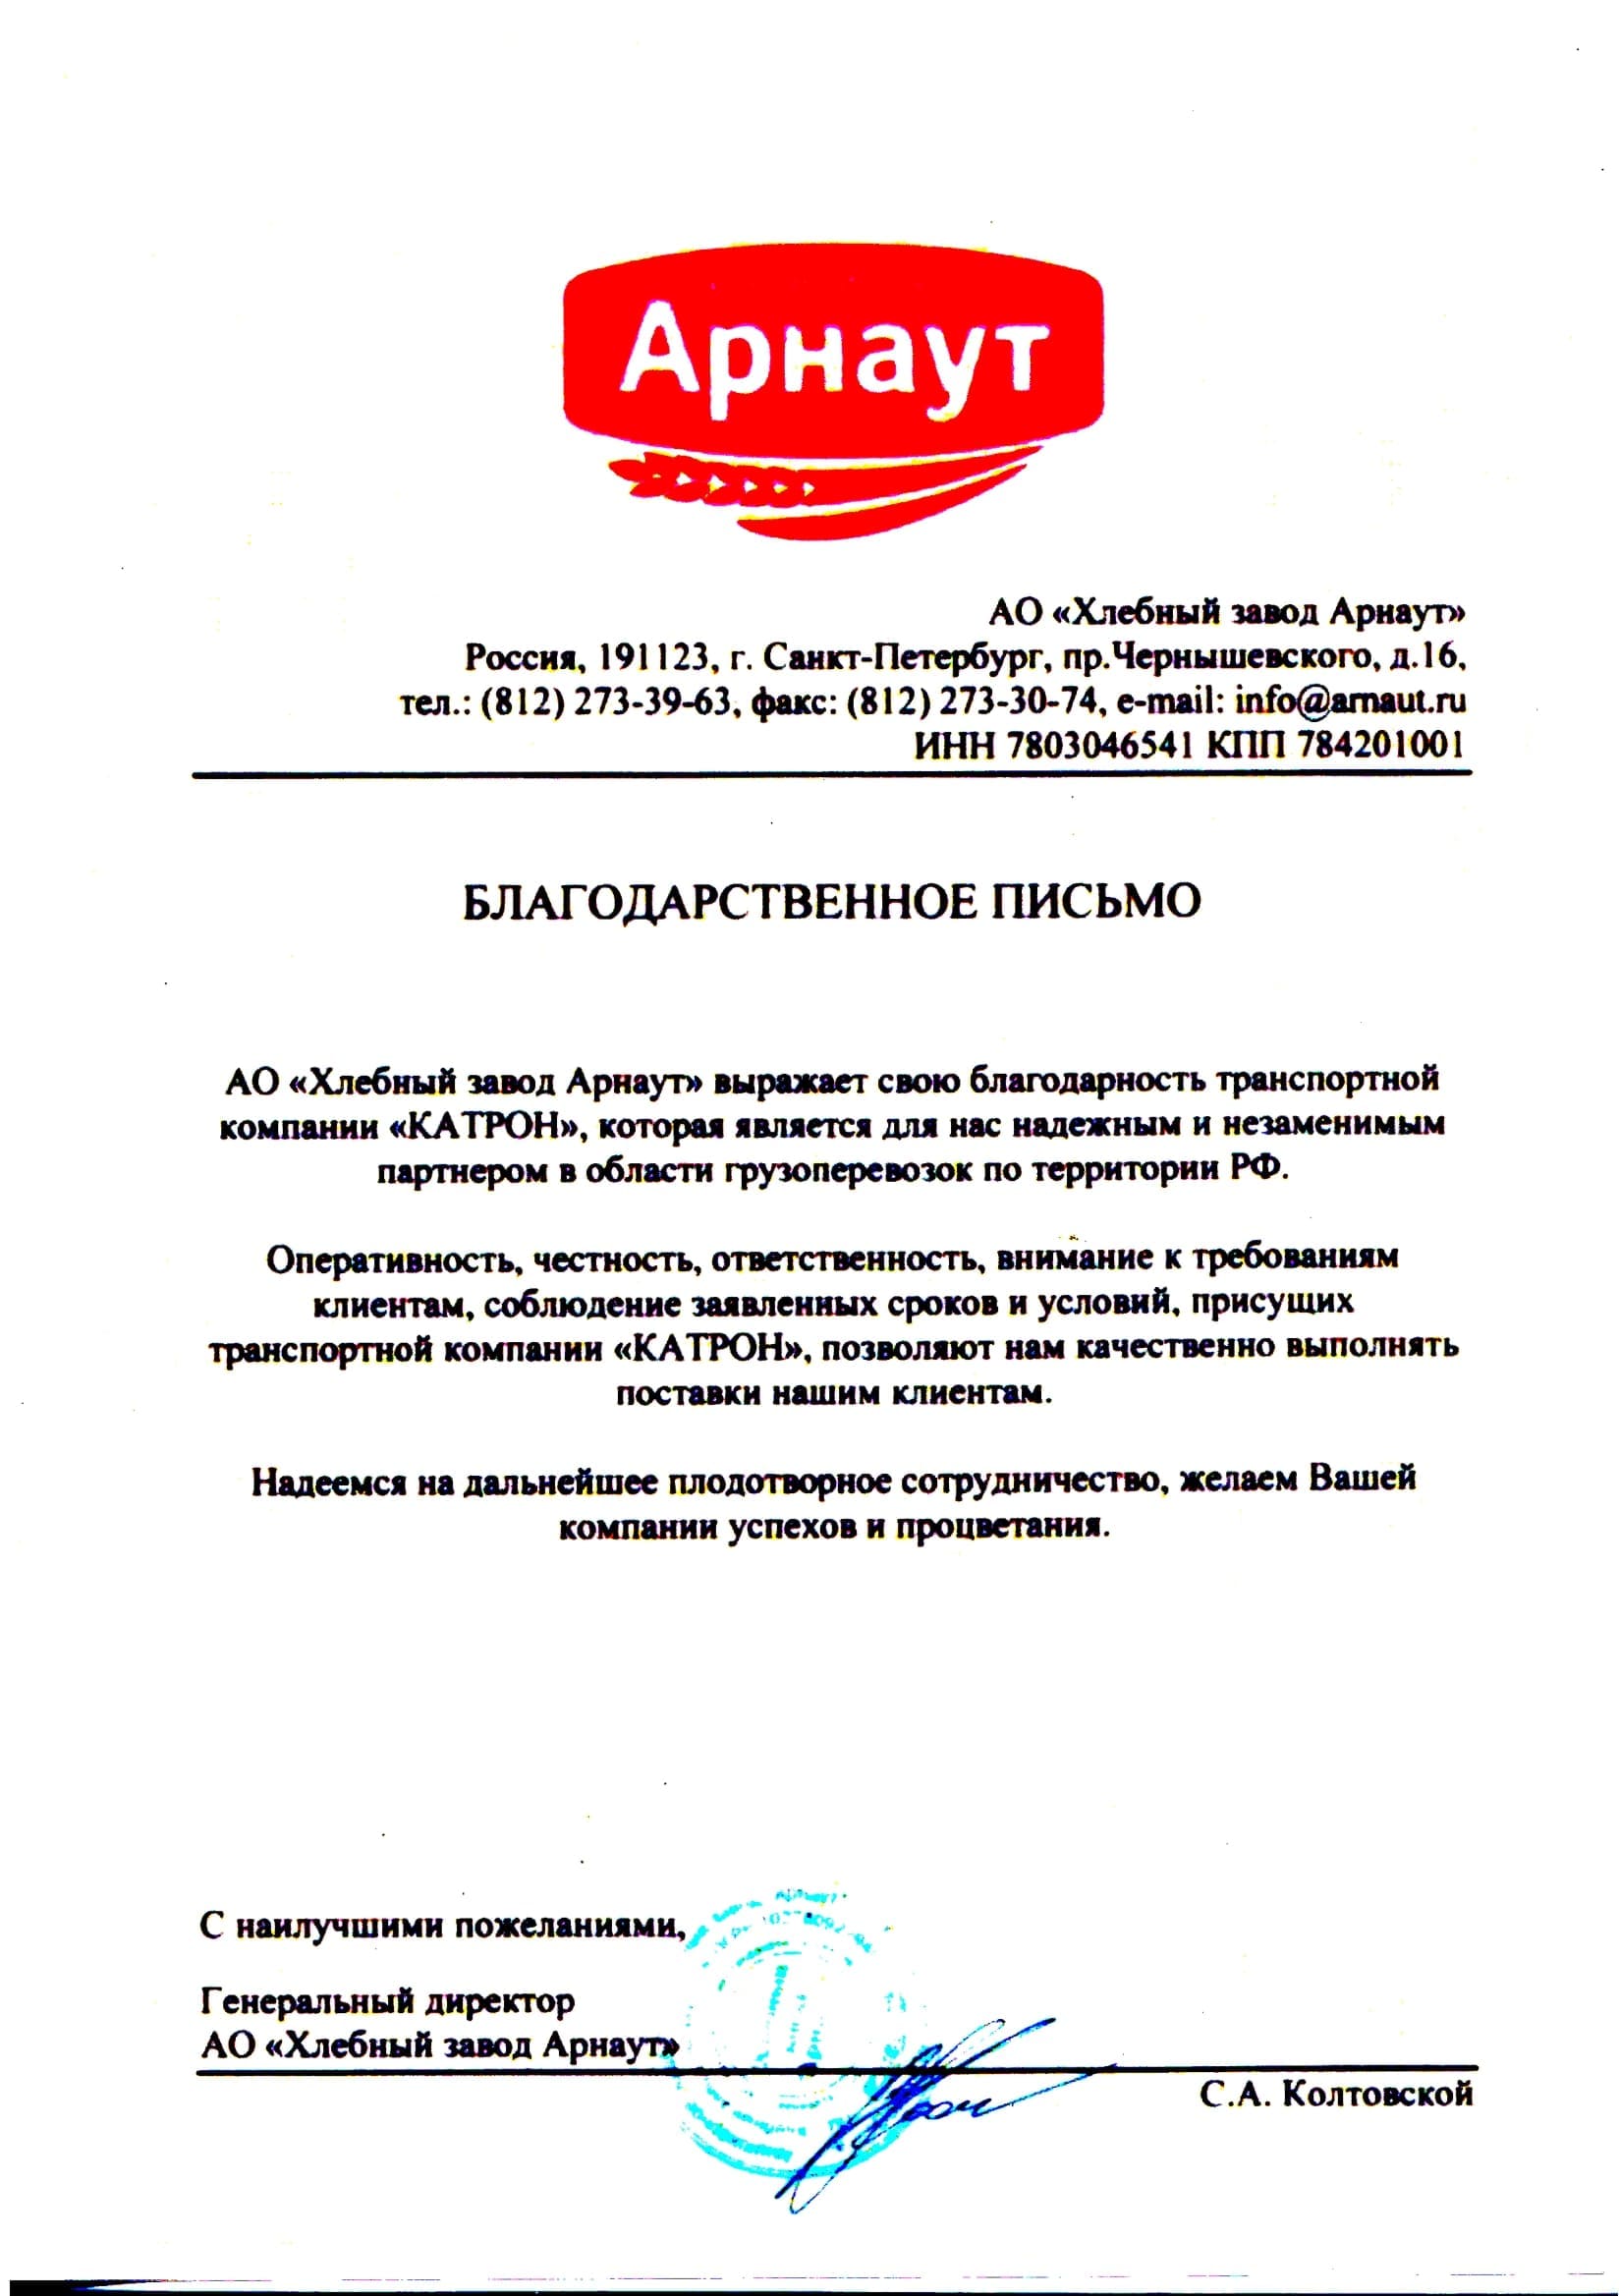 Арнаут
АО «Хлебный завод Арнаут»
Россия, 191123, г. Санкт-Петербург, пр.Чернышевского, д.16,
тел.: (812) 273-39-63, факс: (812) 273-30-74, e-mail: info@arnaut.ru
ИНН 7803046541 КПП 784201001
БЛАГОДАРСТВЕННОЕ ПИСЬМО
АО «Хлебный завод Арнаут» выражает свою благодарность транспортной
компании «КАТРОН», которая является для нас надежным и незаменимым
партнером в области грузоперевозок по территории РФ.
Оперативность, честность, ответственность, внимание к требованиям
клиентам, соблюдение заявленных сроков и условий, присущих
транспортной компании «КАТРОН», позволяют нам качественно выполнять
поставки нашим клиентам.
Надеемся на дальнейшее плодотворное сотрудничество, желаем Вашей
компании успехов и процветания.
С наилучшими пожеланиями,
Генеральный директор
АО «Хлебный завод Арнаут»
С.А. Колтовской